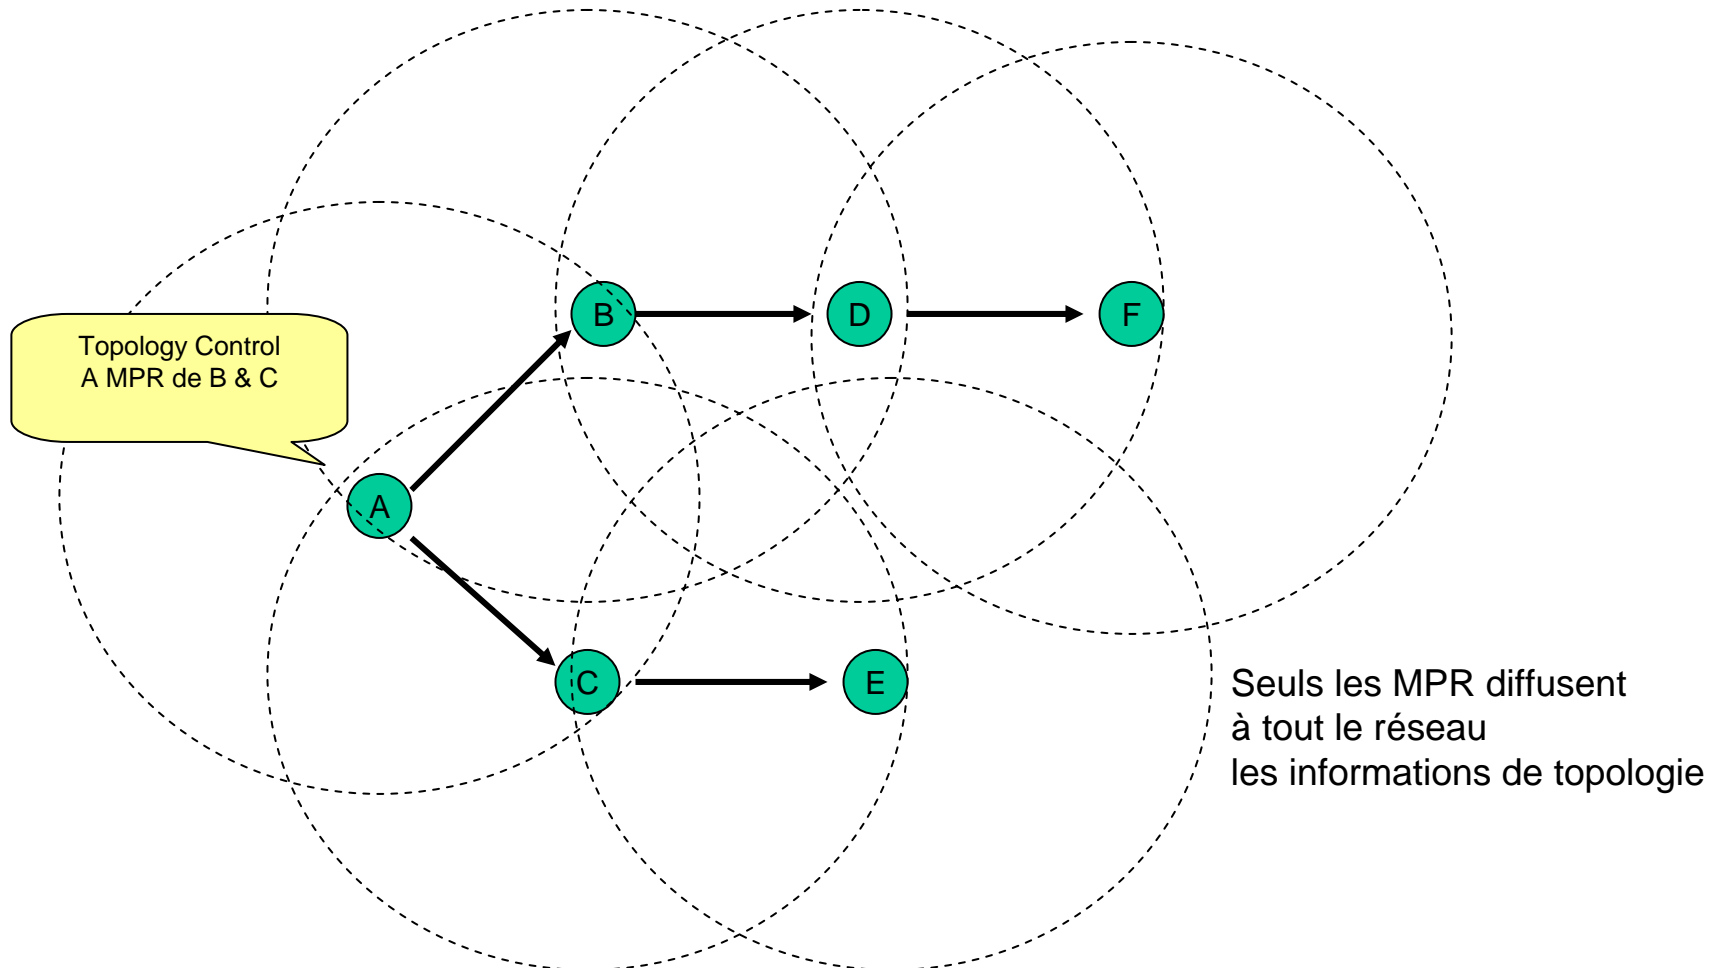 Topology Control
A MPR de B & C
B
D
F
A
C
E
Seuls les MPR diffusent
à tout le réseau
les informations de topologie